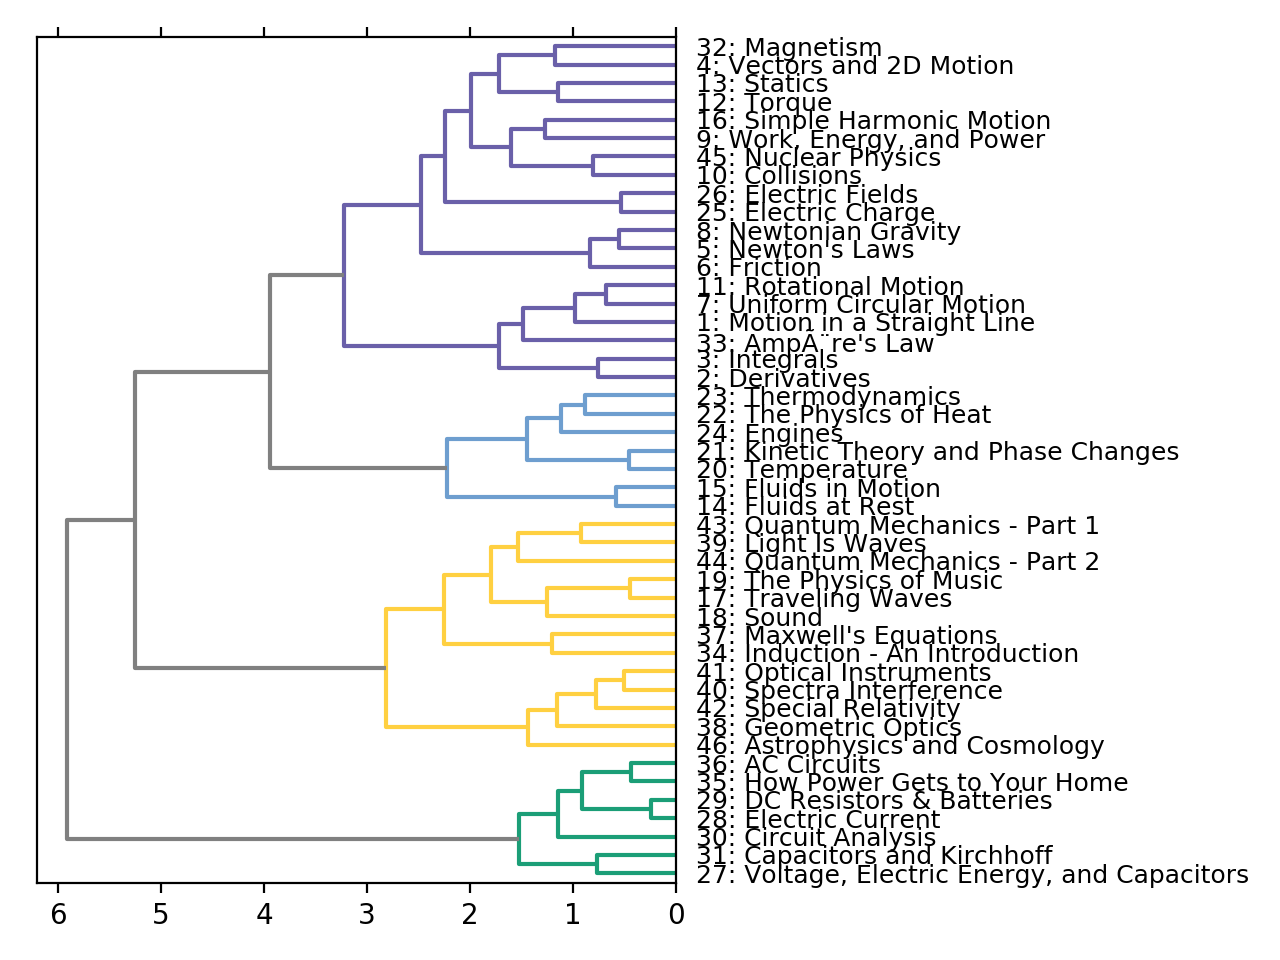 32: Magnetism
4: Vectors and 2D Motion
13: Statics
12: Torque
16: Simple Harmonic Motion
9: Work, Energy, and Power
45: Nuclear Physics
10: Collisions
26: Electric Fields
25: Electric Charge
8: Newtonian Gravity
5: Newton's Laws
6: Friction
11: Rotational Motion
7: Uniform Circular Motion
1: Motion in a Straight Line
33: AmpÃ¨re's Law
3: Integrals
2: Derivatives
23: Thermodynamics
22: The Physics of Heat
24: Engines
21: Kinetic Theory and Phase Changes
20: Temperature
15: Fluids in Motion
14: Fluids at Rest
43: Quantum Mechanics - Part 1
39: Light Is Waves
44: Quantum Mechanics - Part 2
19: The Physics of Music
17: Traveling Waves
18: Sound
37: Maxwell's Equations
34: Induction - An Introduction
41: Optical Instruments
40: Spectra Interference
42: Special Relativity
38: Geometric Optics
46: Astrophysics and Cosmology
36: AC Circuits
35: How Power Gets to Your Home
29: DC Resistors & Batteries
28: Electric Current
30: Circuit Analysis
31: Capacitors and Kirchhoff
27: Voltage, Electric Energy, and Capacitors
6 5 4 3 2 1 0